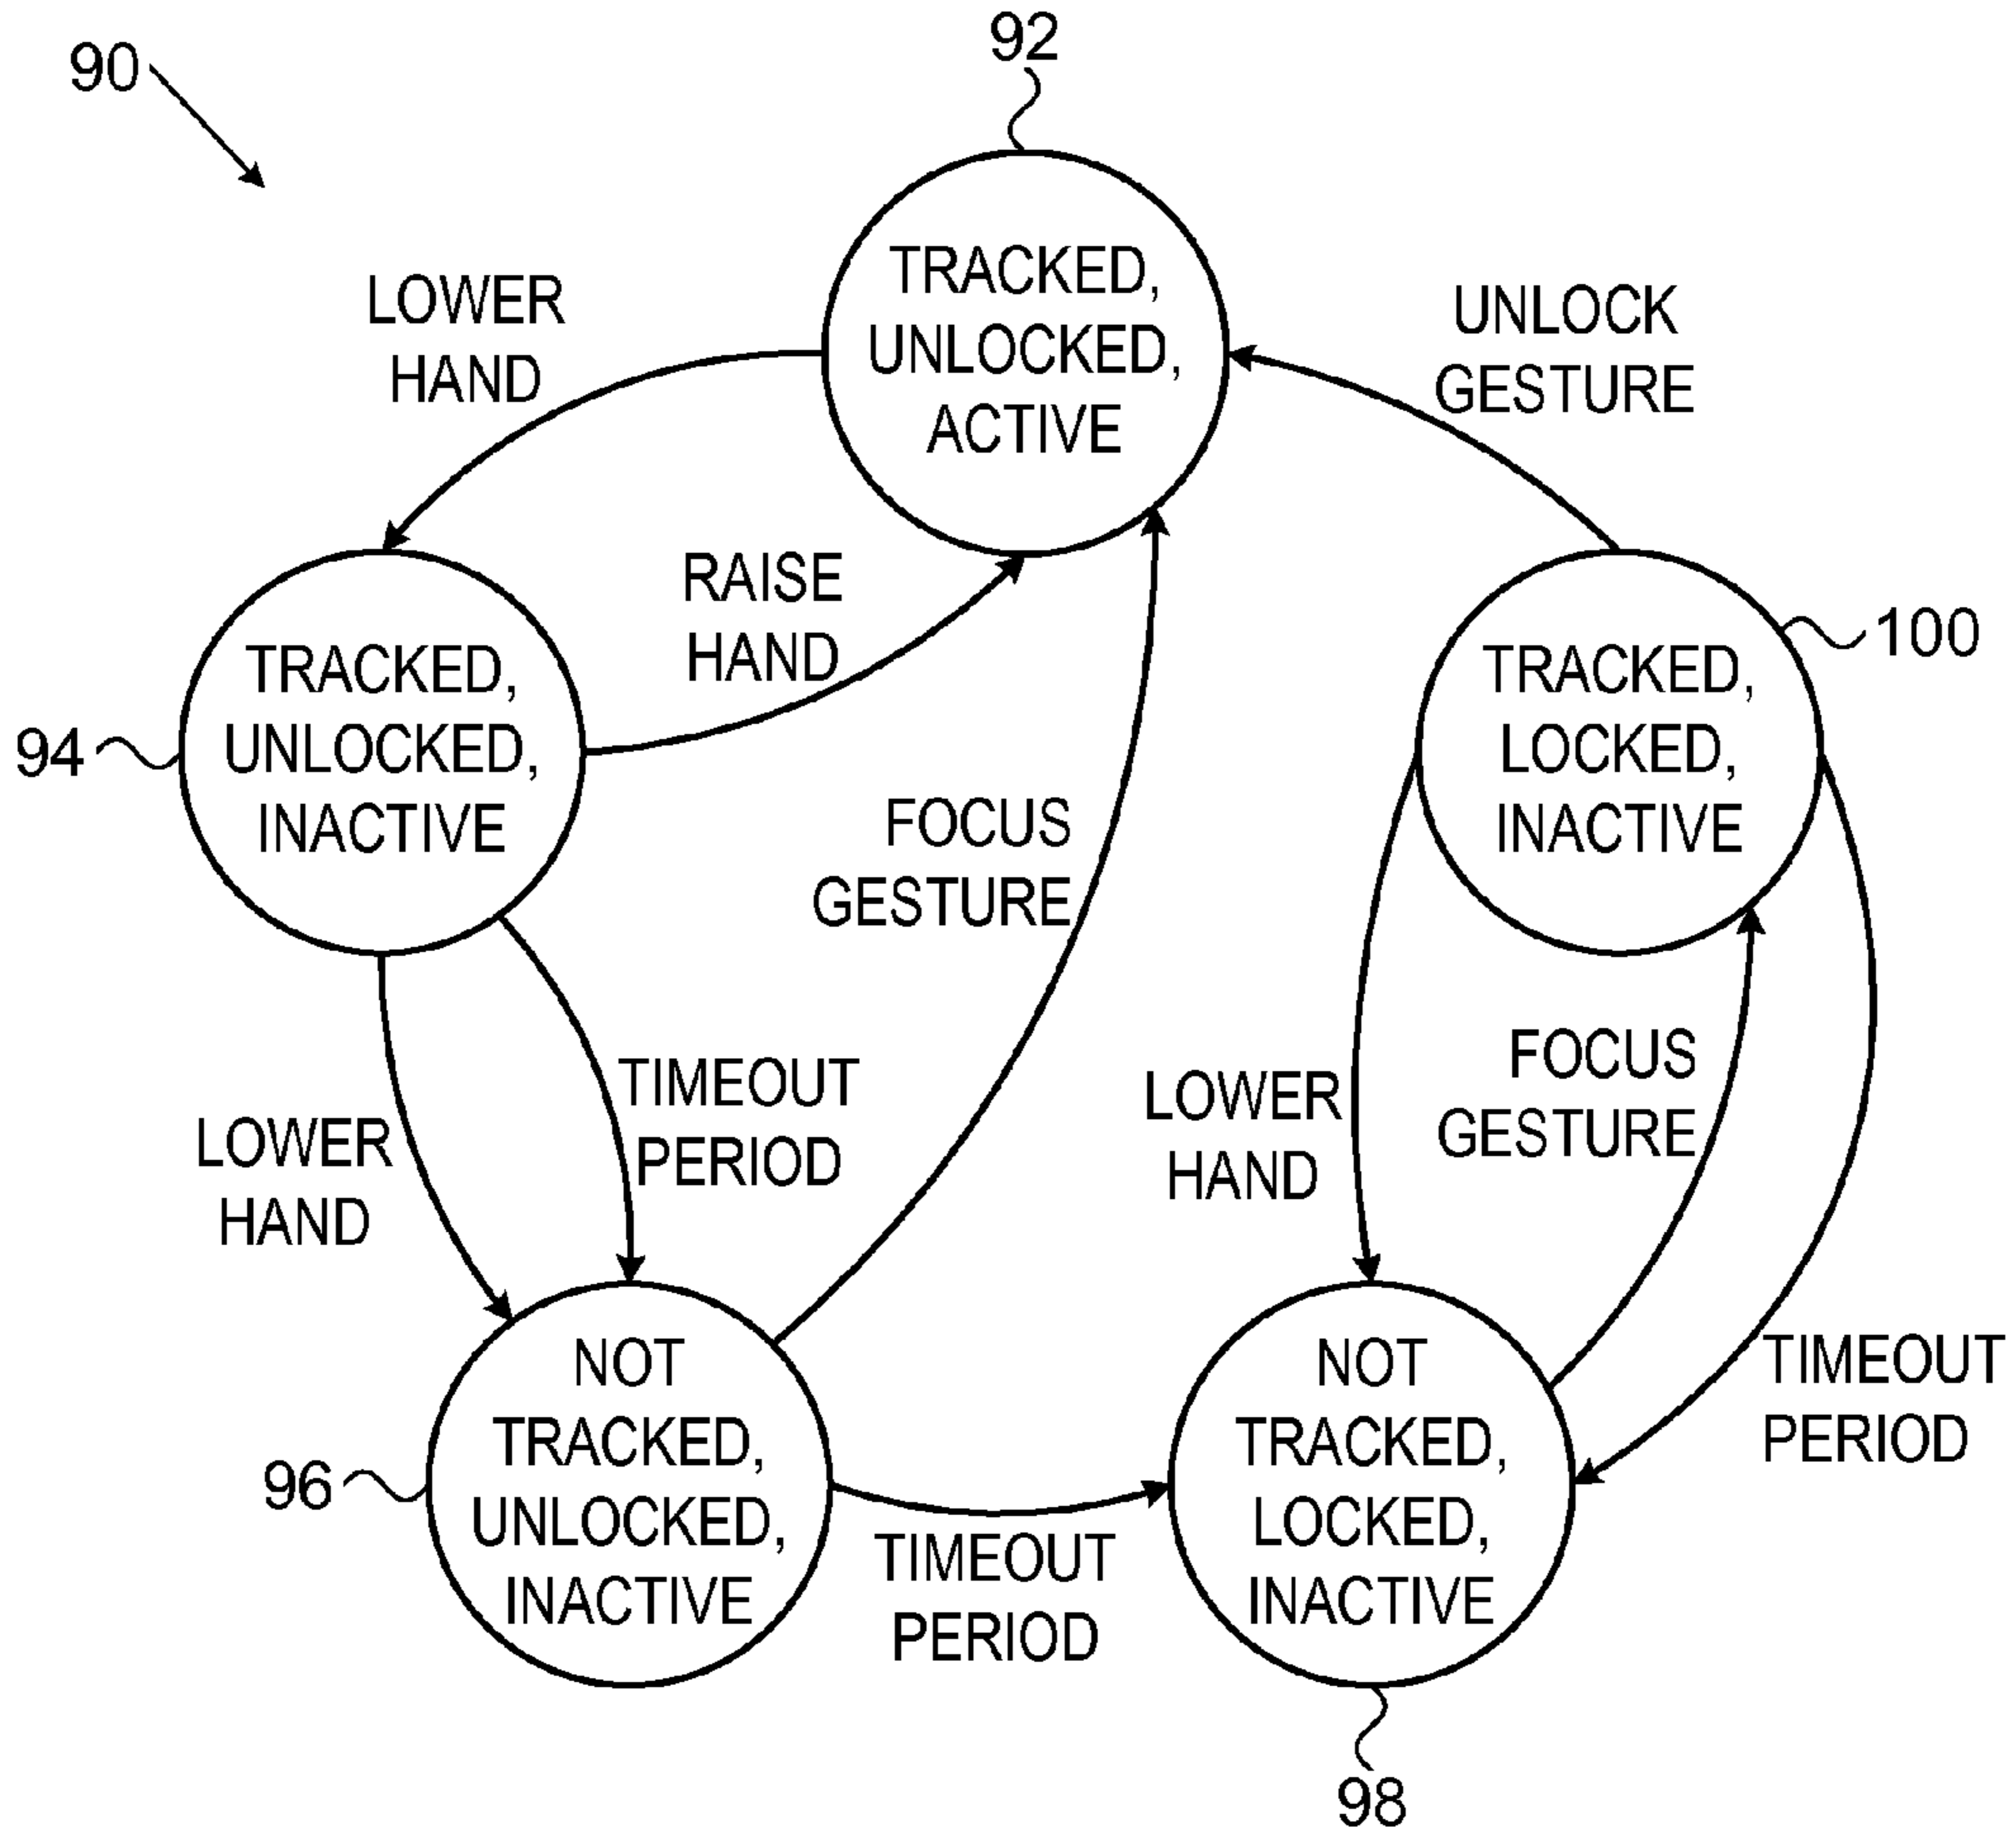 90
92
TRACKED,
UNLOCKED,
ACTIVE
LOWER
HAND
UNLOCK
GESTURE
RAISE
HAND
94
TRACKED,
UNLOCKED,
INACTIVE
100
TRACKED,
LOCKED,
INACTIVE
FOCUS
GESTURE
LOWER
HAND
TIMEOUT
PERIOD
LOWER
HAND
FOCUS
GESTURE
TIMEOUT
PERIOD
96
NOT
TRACKED,
UNLOCKED,
INACTIVE
TIMEOUT
PERIOD
NOT
TRACKED,
LOCKED,
INACTIVE
98